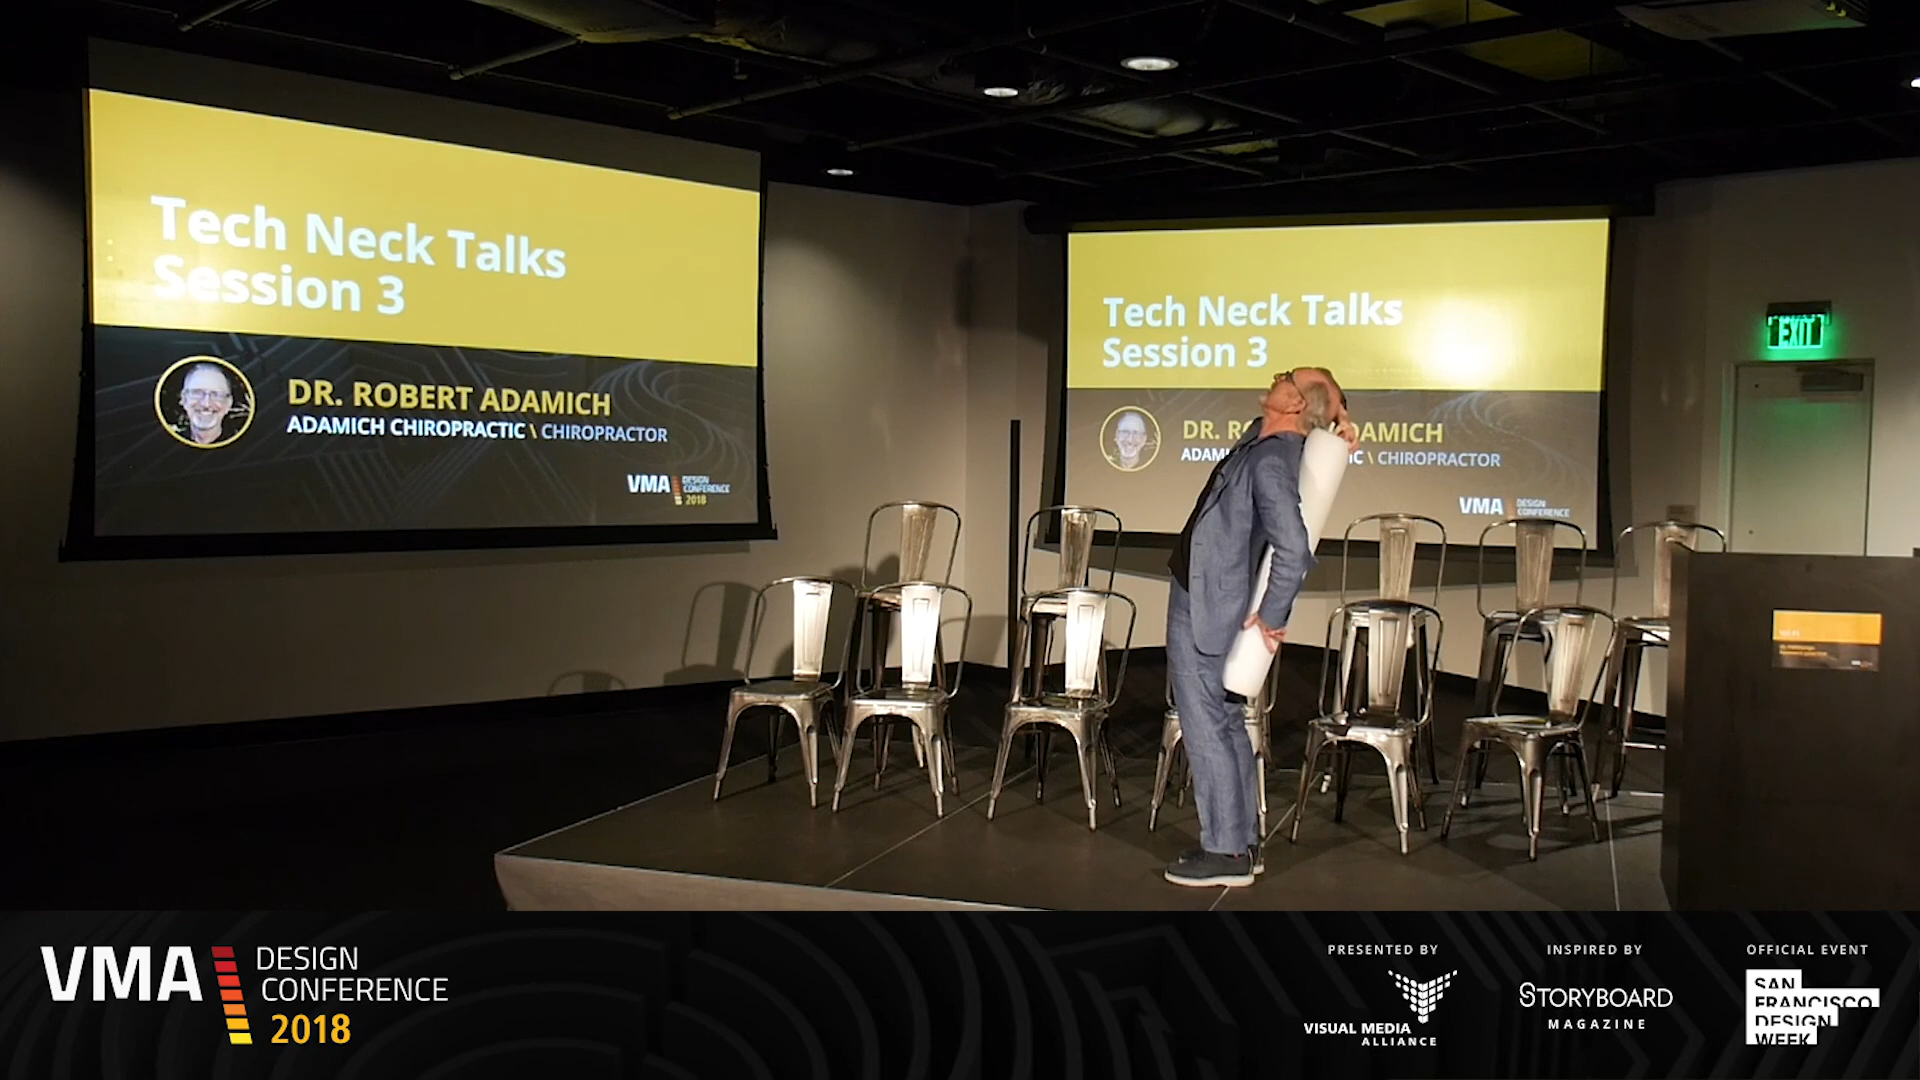 Tech Neck Talks
Session 3
DR. ROBERT ADAMICH
ADAMICH CHIROPRACTIC \ CHIROPRACTOR
VMA DESIGN
CONFERENCE
2018
Tech Neck Talks
Session 3
DR. R DAMICH
ADAM IC \ CHIROPRACTOR
VMA DESIGN
CONFERENCE
EXIT
VMA DESIGN
CONFERENCE
2018
PRESENTED BY
VISUAL MEDIA
ALLIANCE
INSPIRED BY
STORYBOARD
MAGAZINE
OFFICIAL EVENT
SAN
FRANCISCO
DESIGN
WEEK